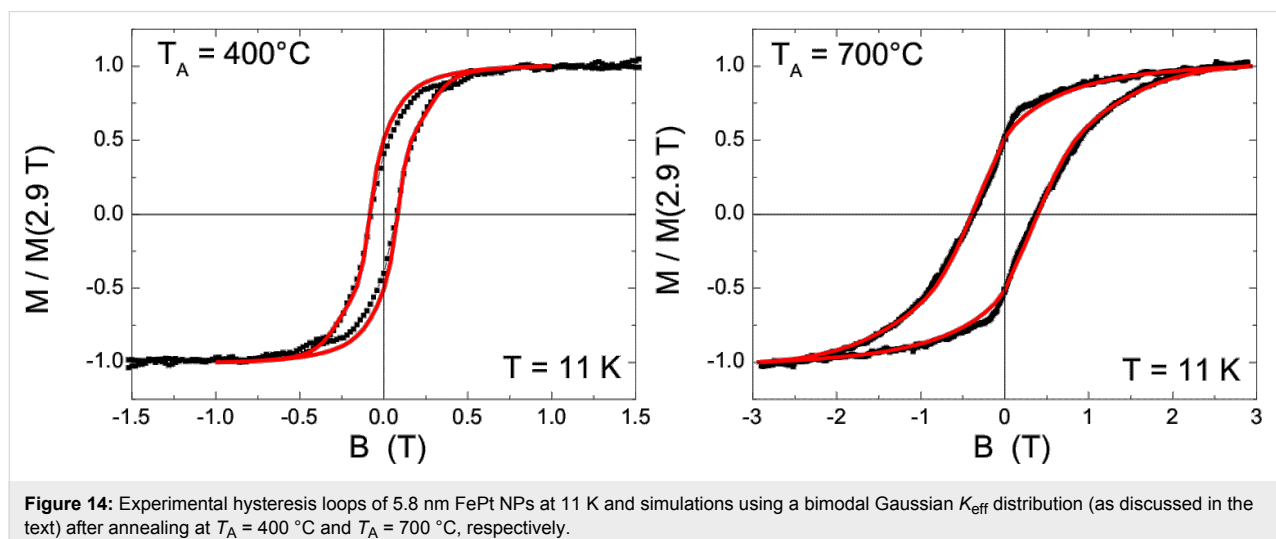 T_A = 400°C
M / M(2.9 T)
1.0
0.5
0.0
-0.5
-1.0
T = 11 K
-1.5 -1.0 -0.5 0.0 0.5 1.0 1.5
B (T)
T_A = 700°C
M / M(2.9 T)
1.0
0.5
0.0
-0.5
-1.0
T = 11 K
-3 -2 -1 0 1 2 3
B (T)
Figure 14: Experimental hysteresis loops of 5.8 nm FePt NPs at 11 K and simulations using a bimodal Gaussian K_eff distribution (as discussed in the
text) after annealing at T_A = 400 °C and T_A = 700 °C, respectively.